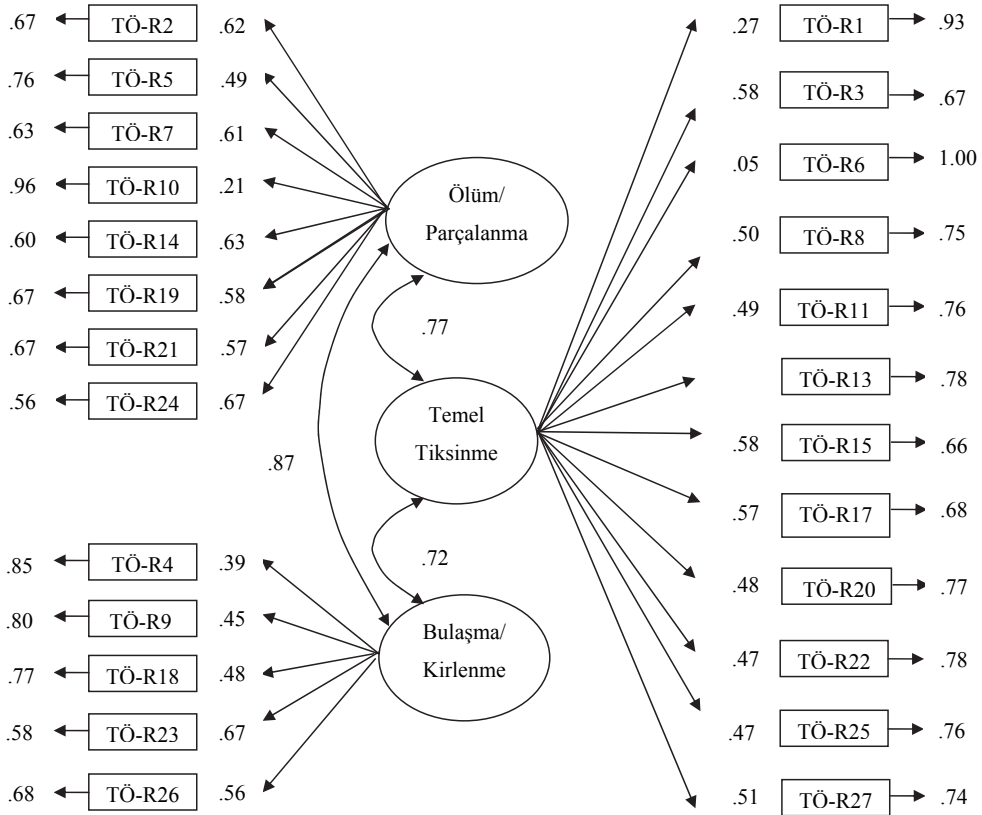 .67 TÖ-R2 .62
.76 TÖ-R5 .49
.63 TÖ-R7 .61
.96 TÖ-R10 .21
.60 TÖ-R14 .63
.67 TÖ-R19 .58
.67 TÖ-R21 .57
.56 TÖ-R24 .67
.85 TÖ-R4 .39
.80 TÖ-R9 .45
.77 TÖ-R18 .48
.58 TÖ-R23 .67
.68 TÖ-R26 .56
Ölüm/
Parçalanma
.77
Temel
Tiksinme
.87
.72
Bulaşma/
Kirlenme
.27 TÖ-R1 .93
.58 TÖ-R3 .67
.05 TÖ-R6 1.00
.50 TÖ-R8 .75
.49 TÖ-R11 .76
TÖ-R13 .78
.58 TÖ-R15 .66
.57 TÖ-R17 .68
.48 TÖ-R20 .77
.47 TÖ-R22 .78
.47 TÖ-R25 .76
.51 TÖ-R27 .74